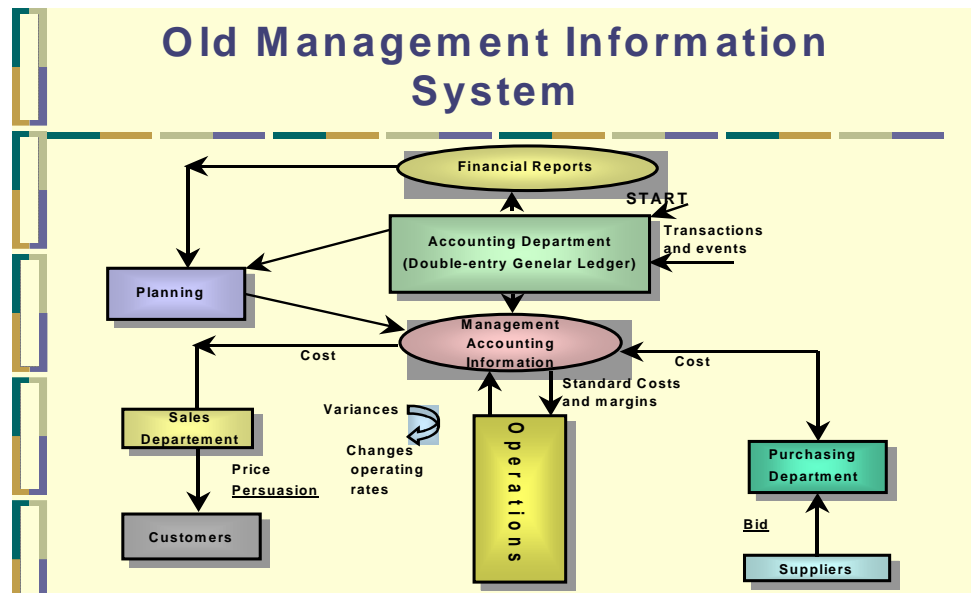 Old Management Information
System
Financial Reports
START
Transactions
and events
Accounting Department
(Double-entry Genelar Ledger)
Planning
Management
Accounting
Information
Cost
Cost
Standard Costs
and margins
Variances
Changes
operating
rates
Sales
Departement
Operations
Purchasing
Department
Price
Persuasion
Customers
Bid
Suppliers